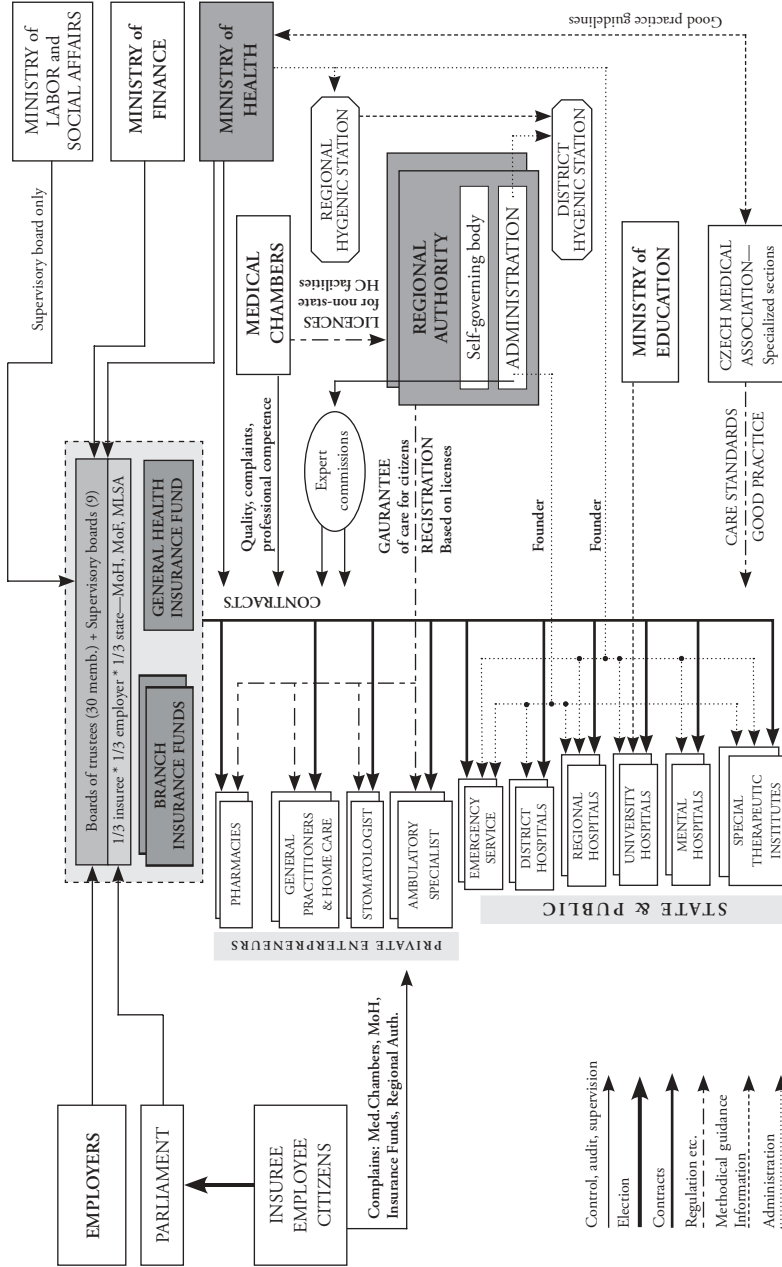 MINISTRY of
LABOR and
SOCIAL AFFAIRS
MINISTRY of
FINANCE
MINISTRY of
HEALTH
Good practice guidelines
Supervisory board only
REGIONAL
HYGENIC STATION
DISTRICT
HYGENIC STATION
MEDICAL
CHAMBERS
LICENCES
for non-state
HC facilities
REGIONAL
AUTHORITY
Self-governing body
ADMINISTRATION
MINISTRY of
EDUCATION
CZECH MEDICAL
ASSOCIATION—
Specialized sections
Boards of trustees (30 memb.) + Supervisory boards (9)
1/3 insuree * 1/3 employer * 1/3 state—MoH, MoF, MLSA
GENERAL HEALTH
INSURANCE FUND
BRANCH
INSURANCE FUNDS
Quality, complaints,
professional competence
Expert
commissions
GAURANTEE
of care for citizens
REGISTRATION
Based on licenses
Founder
Founder
CARE STANDARDS
GOOD PRACTICE
CONTRACTS
PHARMACIES
GENERAL
PRACTITIONERS
& HOME CARE
STOMATOLOGIST
AMBULATORY
SPECIALIST
EMERGENCY
SERVICE
DISTRICT
HOSPITALS
REGIONAL
HOSPITALS
UNIVERSITY
HOSPITALS
MENTAL
HOSPITALS
SPECIAL
THERAPEUTIC
INSTITUTES
PRIVATE ENTERPRENEURS
STATE & PUBLIC
EMPLOYERS
PARLIAMENT
INSUREE
EMPLOYEE
CITIZENS
Complains: Med.Chambers, MoH,
Insurance Funds, Regional Auth.
Control, audit, supervision
Election
Contracts
Regulation etc.
Methodical guidance
Information
Administration